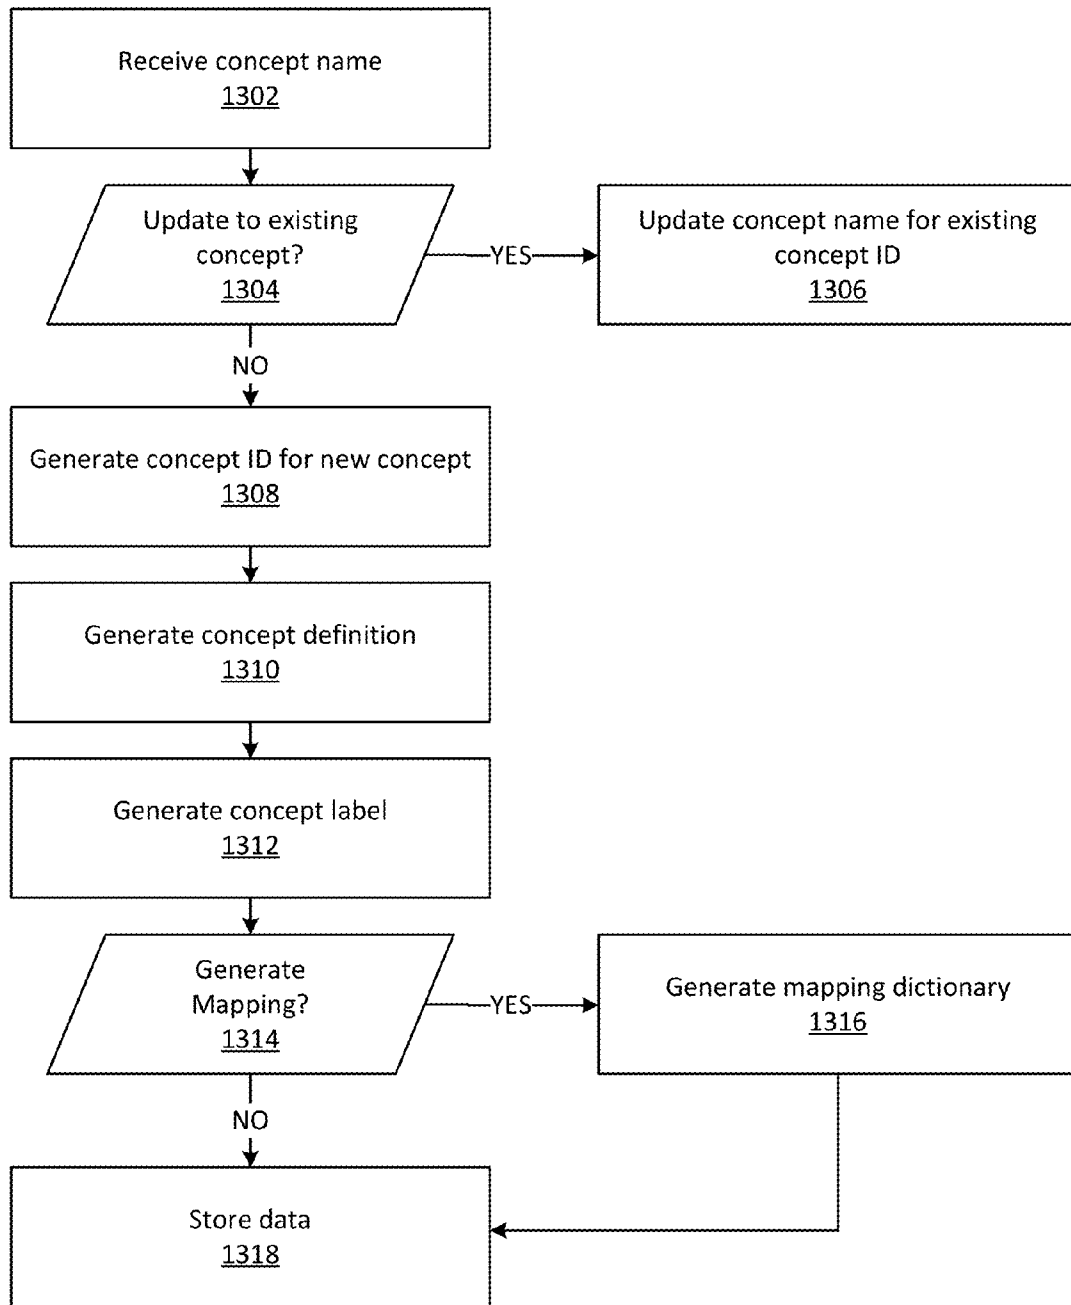 Receive concept name
1302
Update to existing
concept?
1304
YES
Update concept name for existing
concept ID
1306
NO
Generate concept ID for new concept
1308
Generate concept definition
1310
Generate concept label
1312
Generate
Mapping?
1314
YES
Generate mapping dictionary
1316
NO
Store data
1318